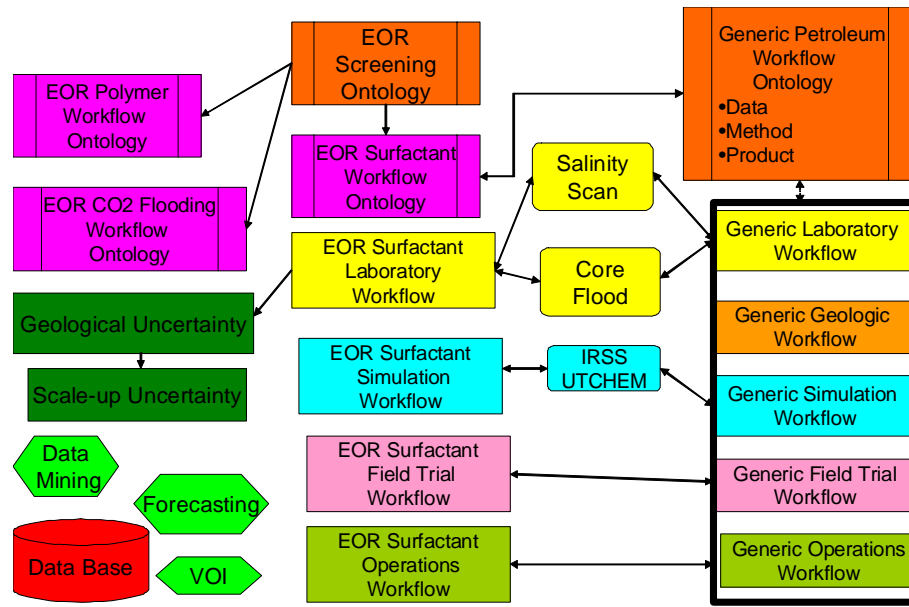 EOR
Screening
Ontology
Generic Petroleum
Workflow
Ontology
•Data
•Method
•Product
EOR Polymer
Workflow
Ontology
EOR Surfactant
Workflow
Ontology
Salinity
Scan
EOR CO2 Flooding
Workflow
Ontology
Generic Laboratory
Workflow
EOR Surfactant
Laboratory
Workflow
Core
Flood
Geological Uncertainty
Generic Geologic
Workflow
Scale-up Uncertainty
EOR Surfactant
Simulation
Workflow
IRSS
UTCHEM
Generic Simulation
Workflow
Data
Mining
EOR Surfactant
Field Trial
Workflow
Generic Field Trial
Workflow
Forecasting
Data Base
VOI
EOR Surfactant
Operations
Workflow
Generic Operations
Workflow